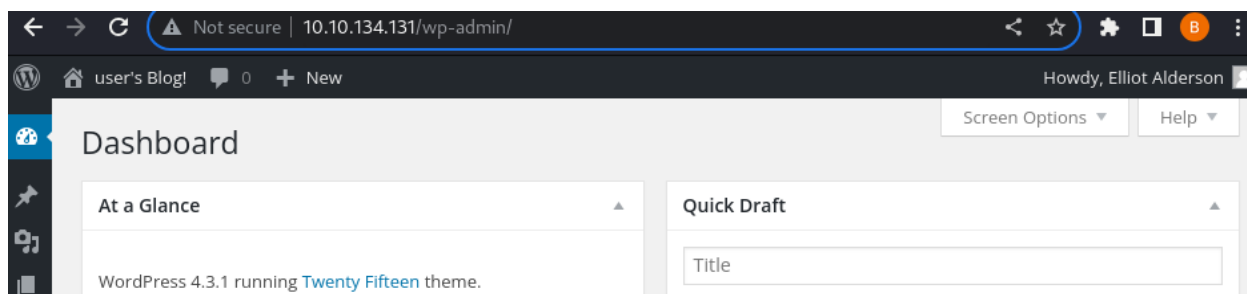 Not secure | 10.10.134.131/wp-admin/ B
user's Blog! 0 + New Howdy, Elliot Alderson
Screen Options Help
Dashboard
At a Glance
Quick Draft
Title
WordPress 4.3.1 running Twenty Fifteen theme.